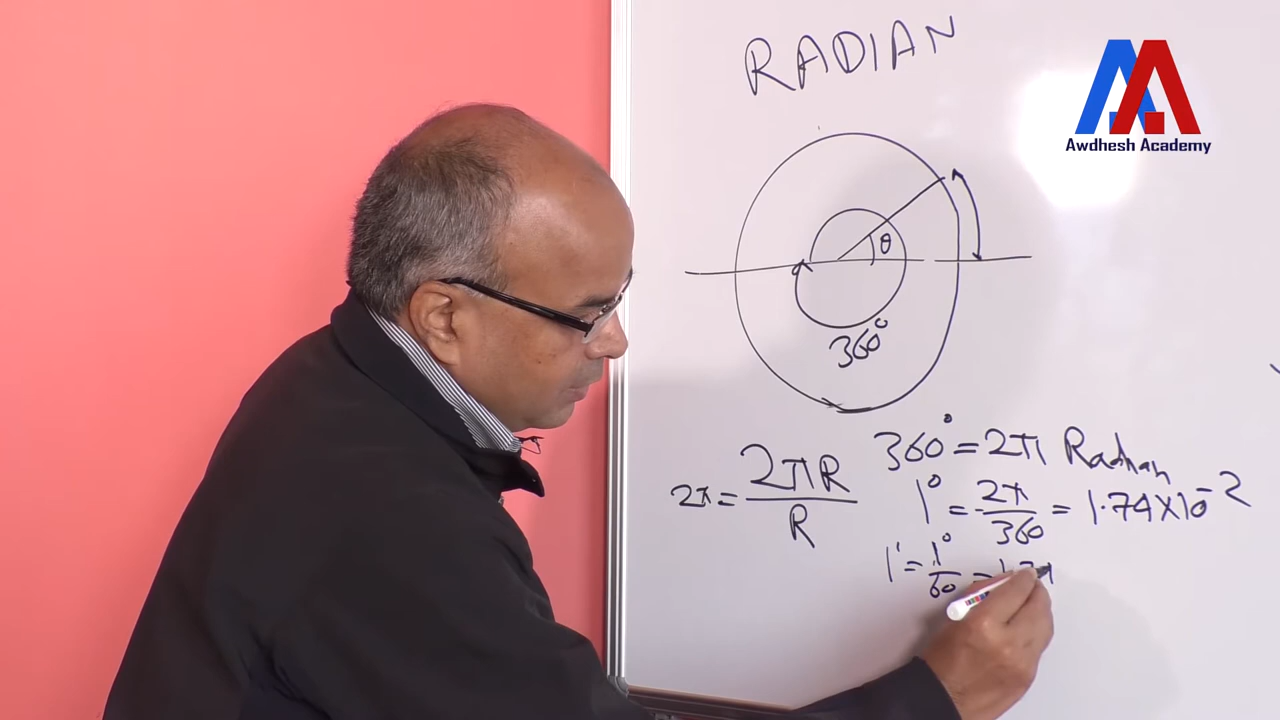 RADIAN
Awdhesh Academy
θ
360°
2π = 2πR / R
360° = 2π Radian
1° = 2π / 360 = 1.74 × 10⁻²
1' = 1° / 60 =